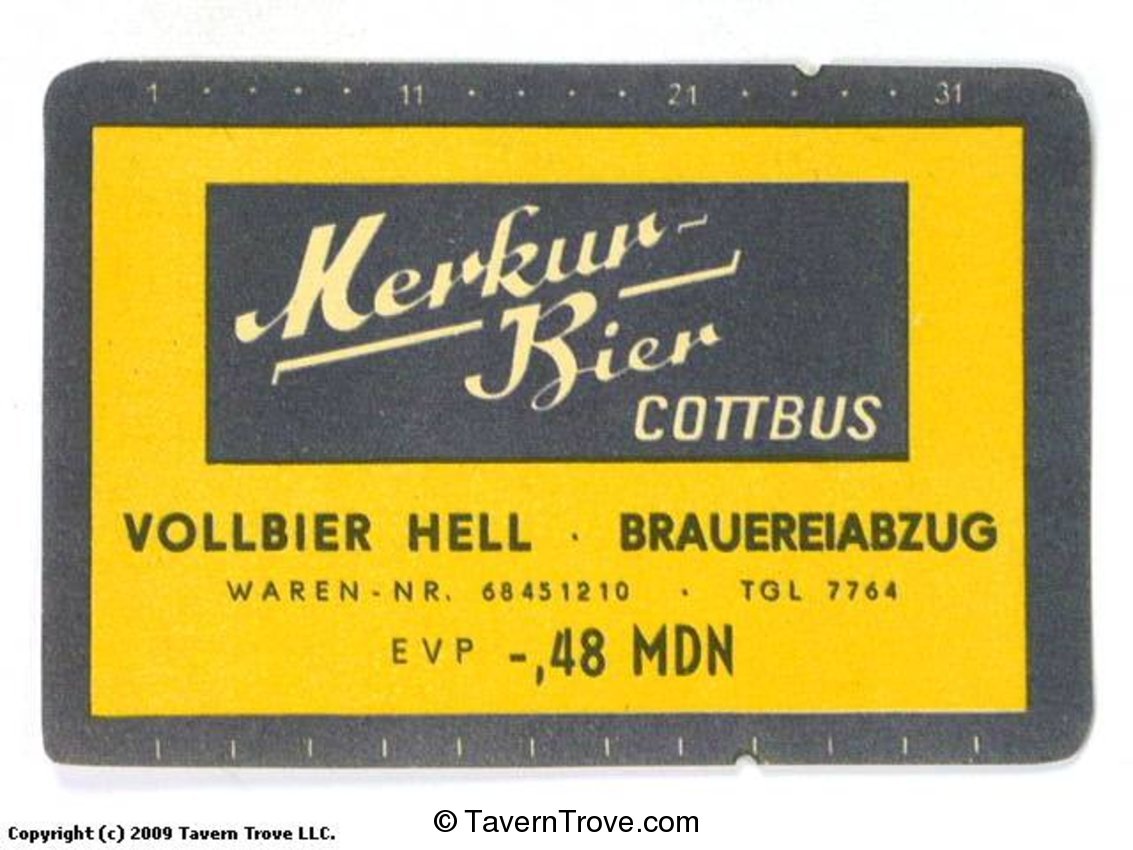 1 · · · · 11 · · · · 21 · · · · 31
Merkur-
Bier
COTTBUS
VOLLBIER HELL · BRAUEREIABZUG
WAREN-NR. 68451210 · TGL 7764
EVP -,48 MDN
© TavernTrove.com
Copyright (c) 2009 Tavern Trove LLC.